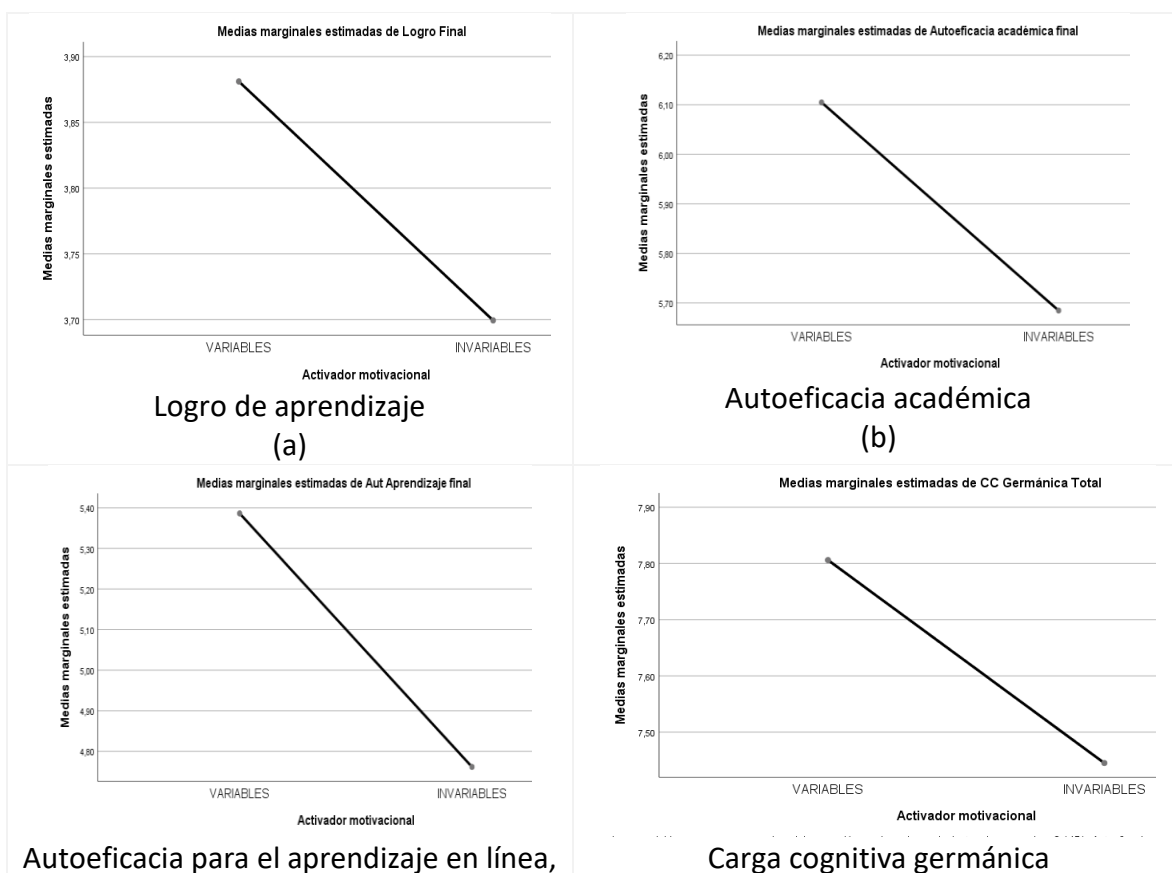 Medias marginales estimadas de Logro Final
Medias marginales estimadas
3,90
3,85
3,80
3,75
3,70
VARIABLES
INVARIABLES
Activador motivacional
Logro de aprendizaje
(a)
Medias marginales estimadas de Autoeficacia académica final
Medias marginales estimadas
6,20
6,10
6,00
5,90
5,80
5,70
VARIABLES
INVARIABLES
Activador motivacional
Autoeficacia académica
(b)
Medias marginales estimadas de Aut Aprendizaje final
Medias marginales estimadas
5,40
5,30
5,20
5,10
5,00
4,90
4,80
VARIABLES
INVARIABLES
Activador motivacional
Autoeficacia para el aprendizaje en línea,
Medias marginales estimadas de CC Germánica Total
Medias marginales estimadas
7,90
7,80
7,70
7,60
7,50
VARIABLES
INVARIABLES
Activador motivacional
Carga cognitiva germánica